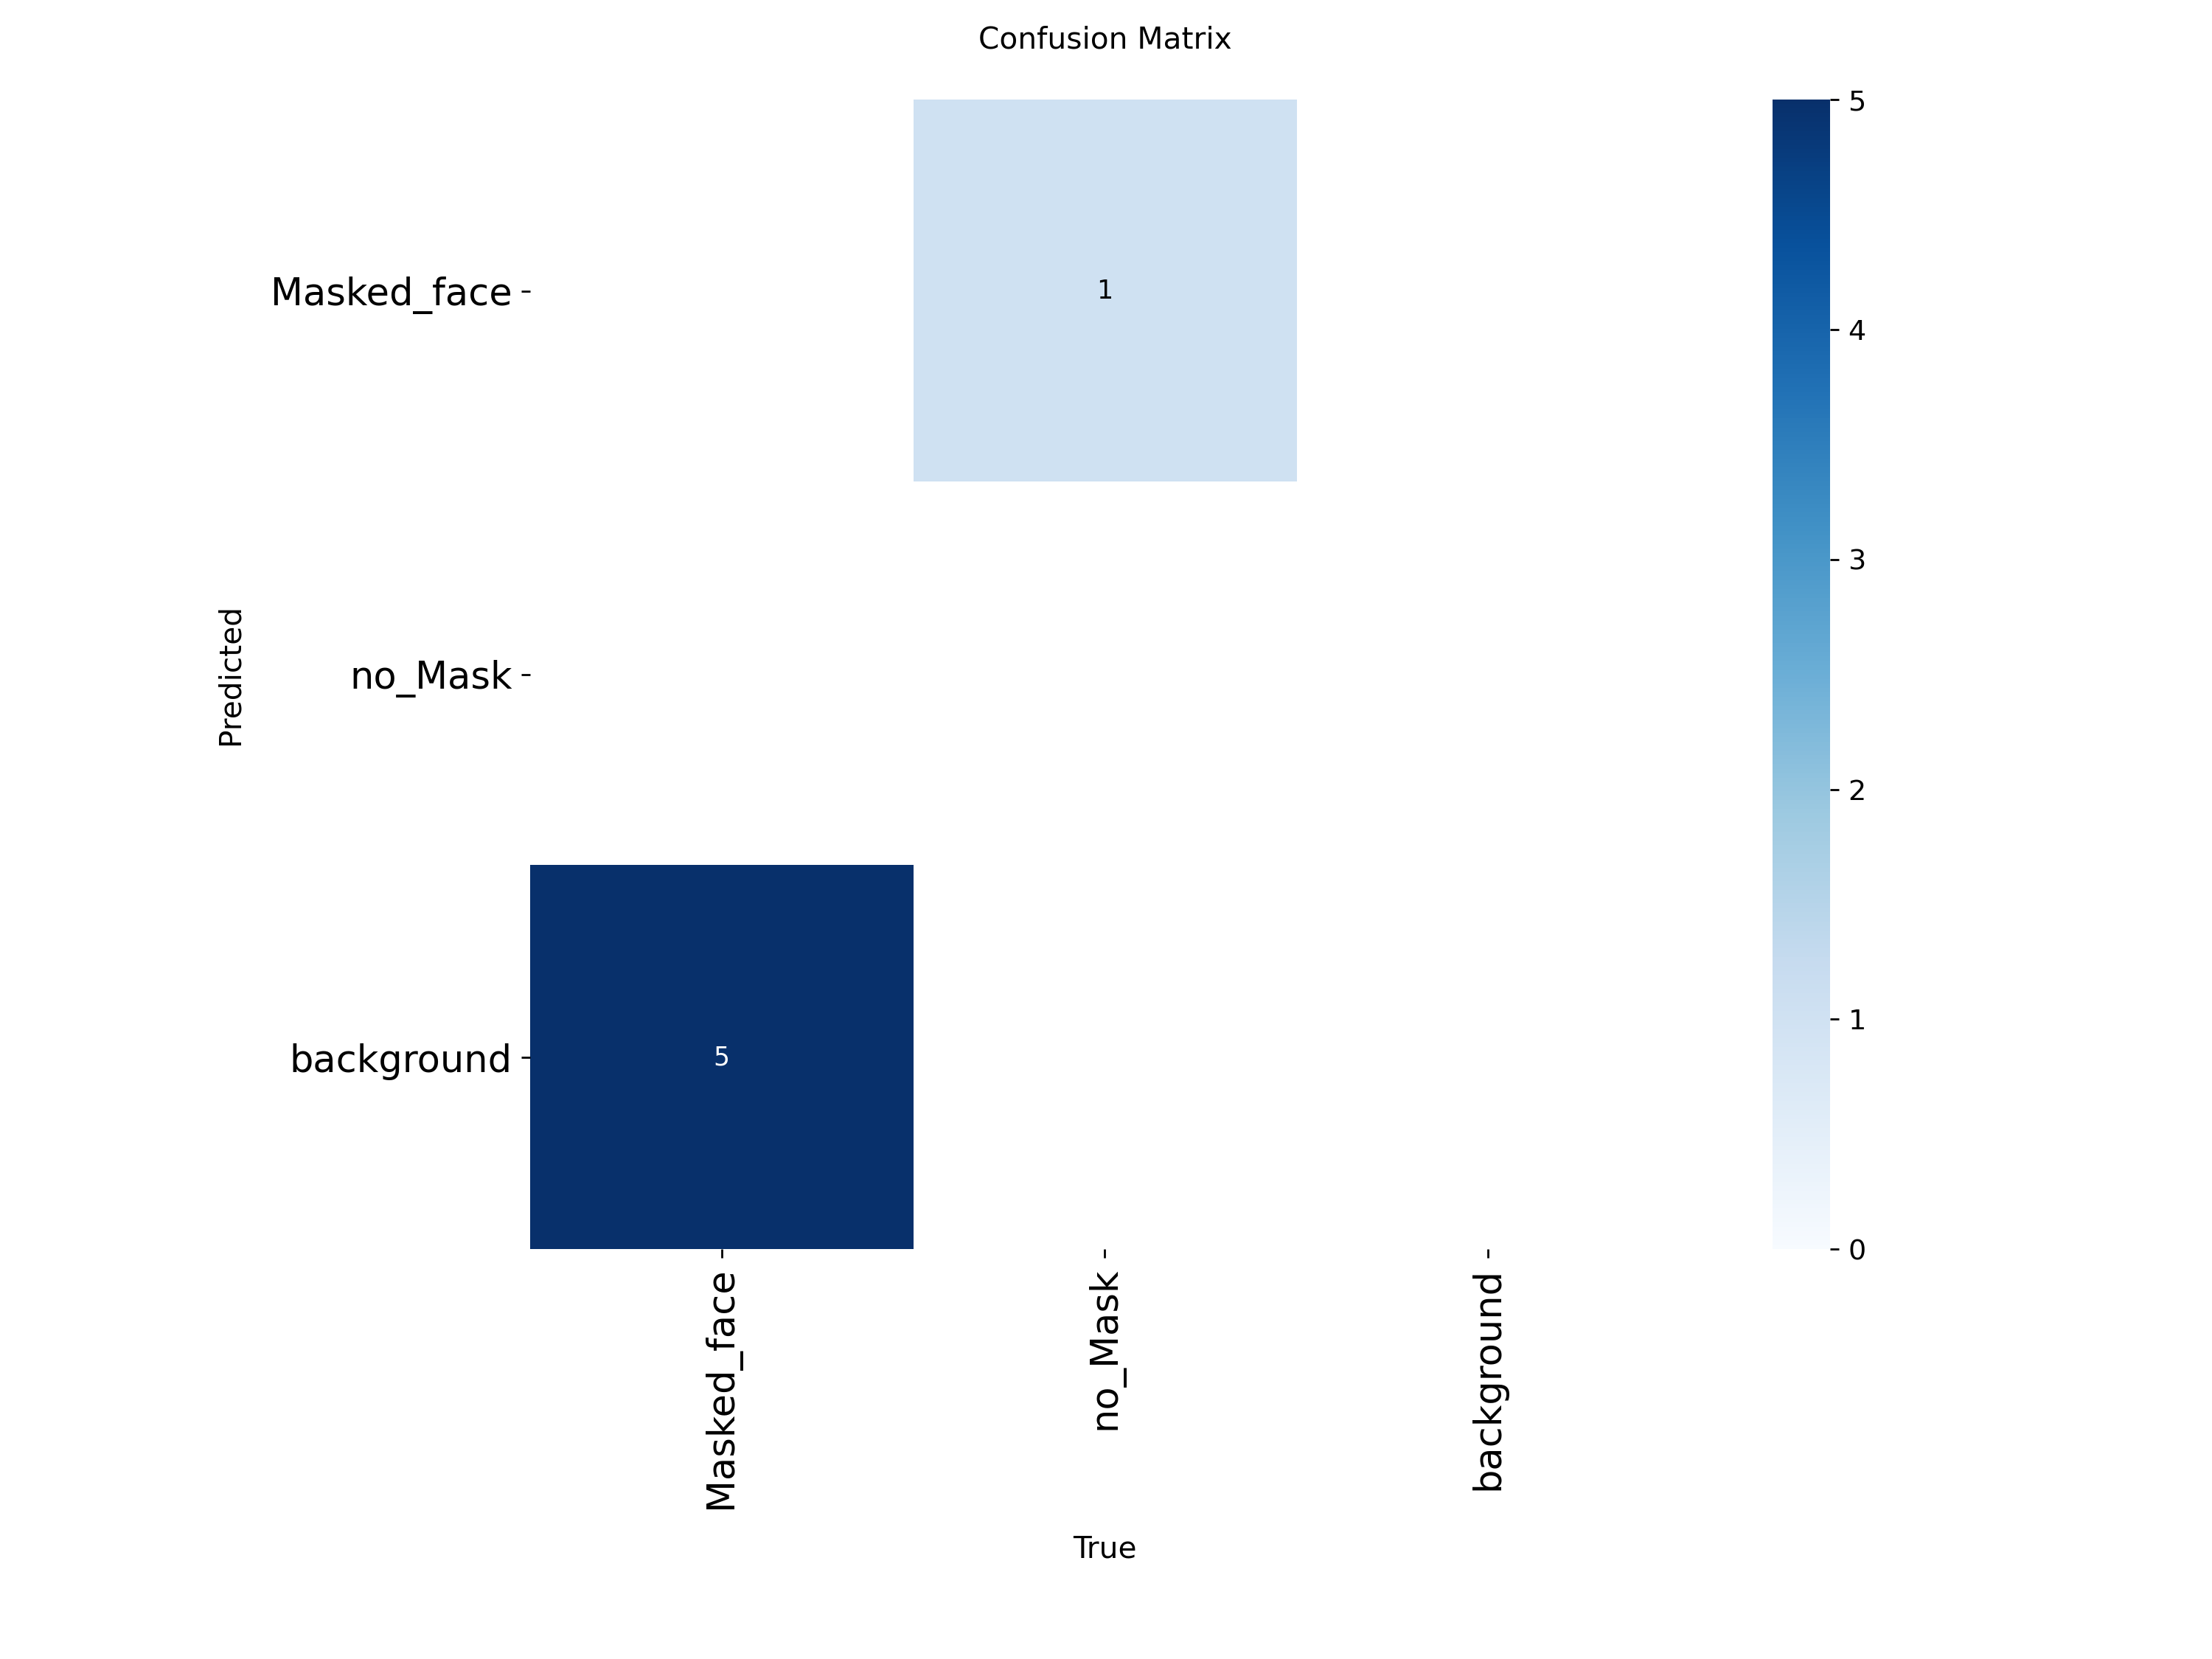 Confusion Matrix
Masked_face
no_Mask
background
Predicted
1
5
Masked_face
no_Mask
background
True
5
4
3
2
1
0